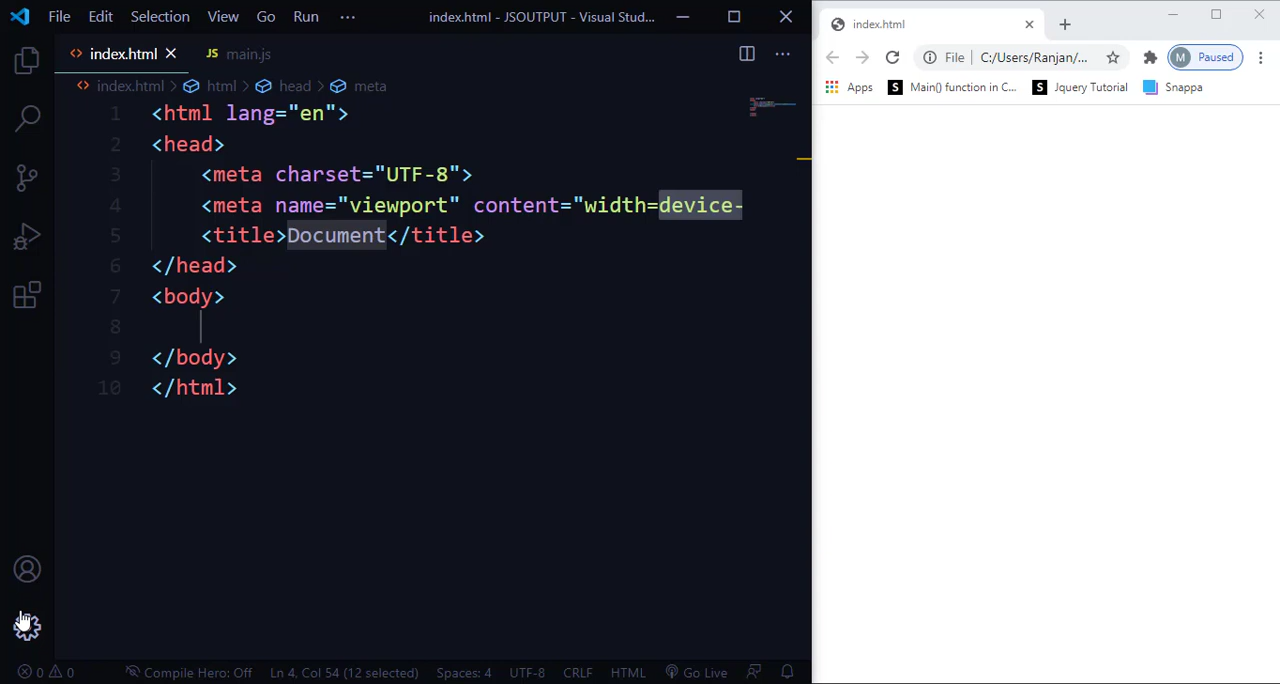 File Edit Selection View Go Run ··· index.html - JSOUTPUT - Visual Stud...
index.html JS main.js ···
index.html > html > head > meta
1 <html lang="en">
2 <head>
3 <meta charset="UTF-8">
4 <meta name="viewport" content="width=device-
5 <title>Document</title>
6 </head>
7 <body>
8
9 </body>
10 </html>
0 0 Compile Hero: Off Ln 4, Col 54 (12 selected) Spaces: 4 UTF-8 CRLF HTML Go Live
index.html
File C:/Users/Ranjan/... M Paused
Apps S Main() function in C... S Jquery Tutorial Snappa